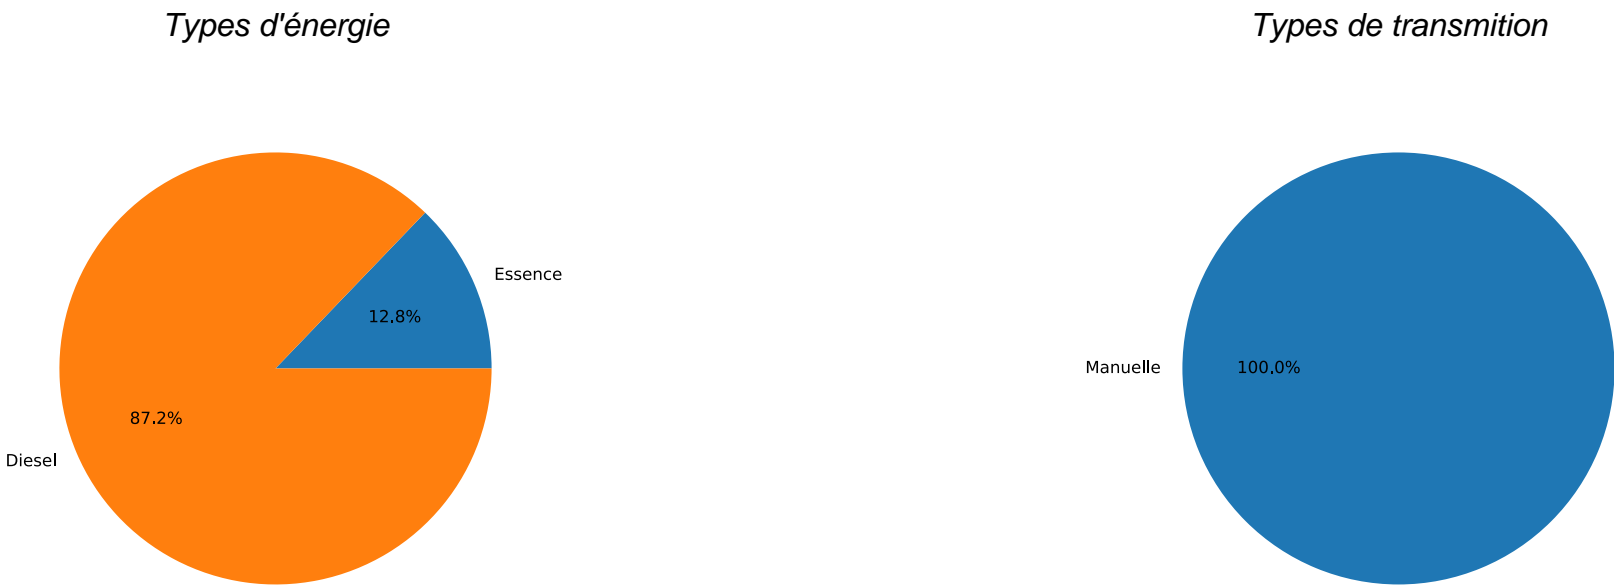 Types d'énergie
Types de transmition
Essence
12.8%
87.2%
Diesel
Manuelle
100.0%